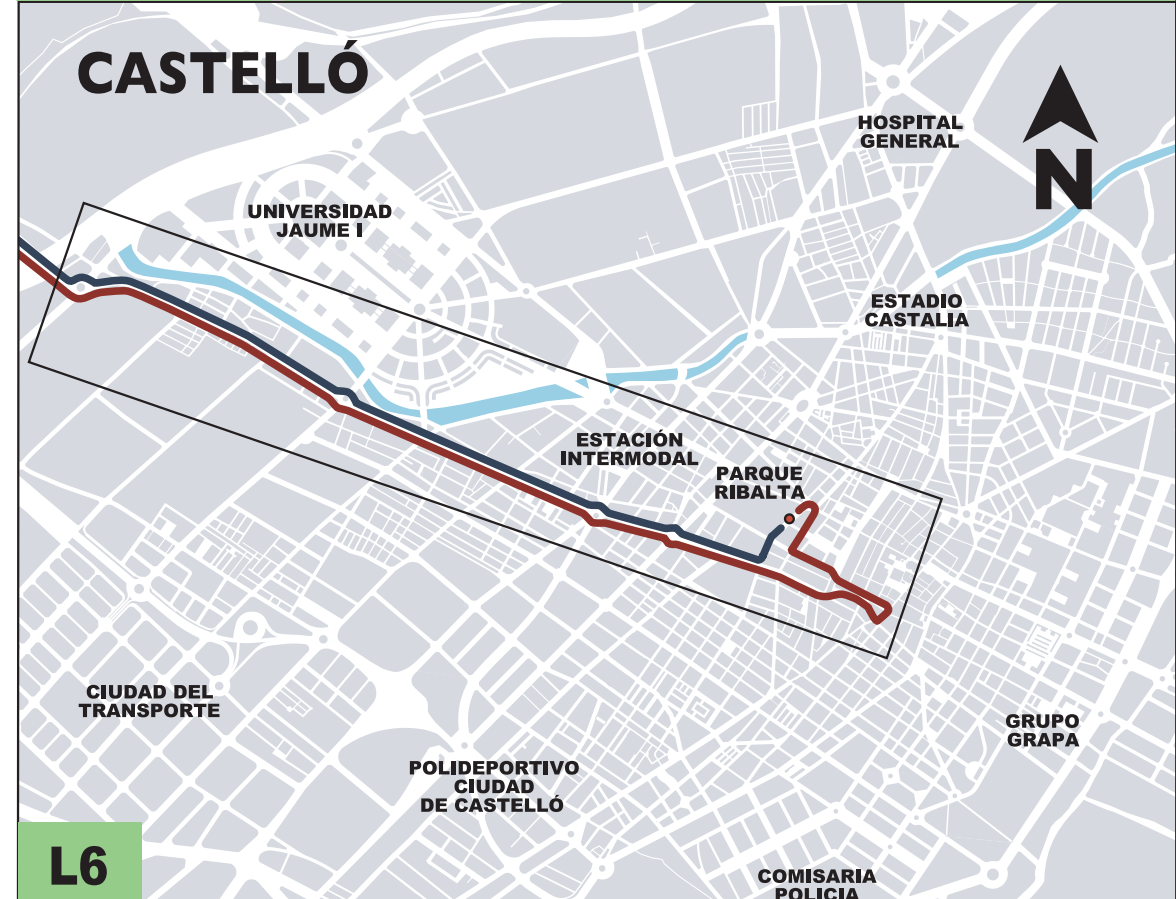 CASTELLÓ
HOSPITAL
GENERAL
N
UNIVERSIDAD
JAUME I
ESTADIO
CASTALIA
ESTACIÓN
INTERMODAL
PARQUE
RIBALTA
CIUDAD DEL
TRANSPORTE
GRUPO
GRAPA
POLIDEPORTIVO
CIUDAD
DE CASTELLÓ
L6
COMISARIA
POLICIA